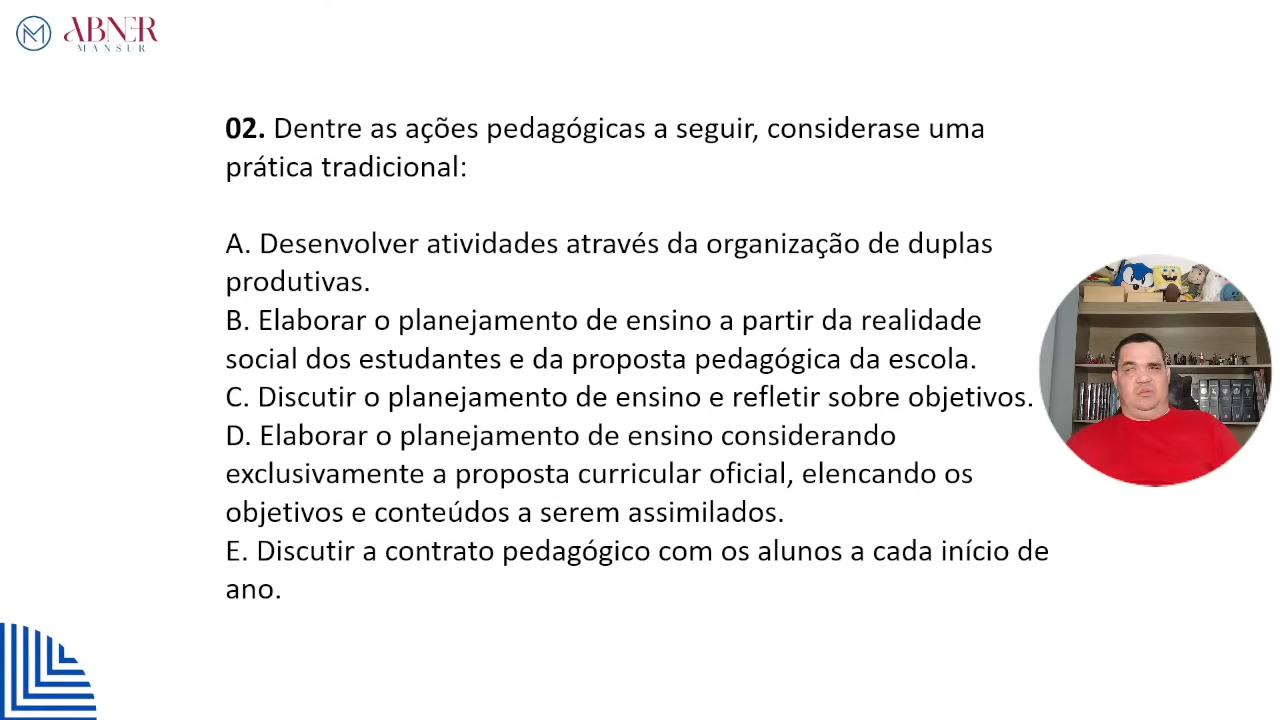 ABNER
MANSUR
02. Dentre as ações pedagógicas a seguir, considerase uma
prática tradicional:
A. Desenvolver atividades através da organização de duplas
produtivas.
B. Elaborar o planejamento de ensino a partir da realidade
social dos estudantes e da proposta pedagógica da escola.
C. Discutir o planejamento de ensino e refletir sobre objetivos.
D. Elaborar o planejamento de ensino considerando
exclusivamente a proposta curricular oficial, elencando os
objetivos e conteúdos a serem assimilados.
E. Discutir a contrato pedagógico com os alunos a cada início de
ano.